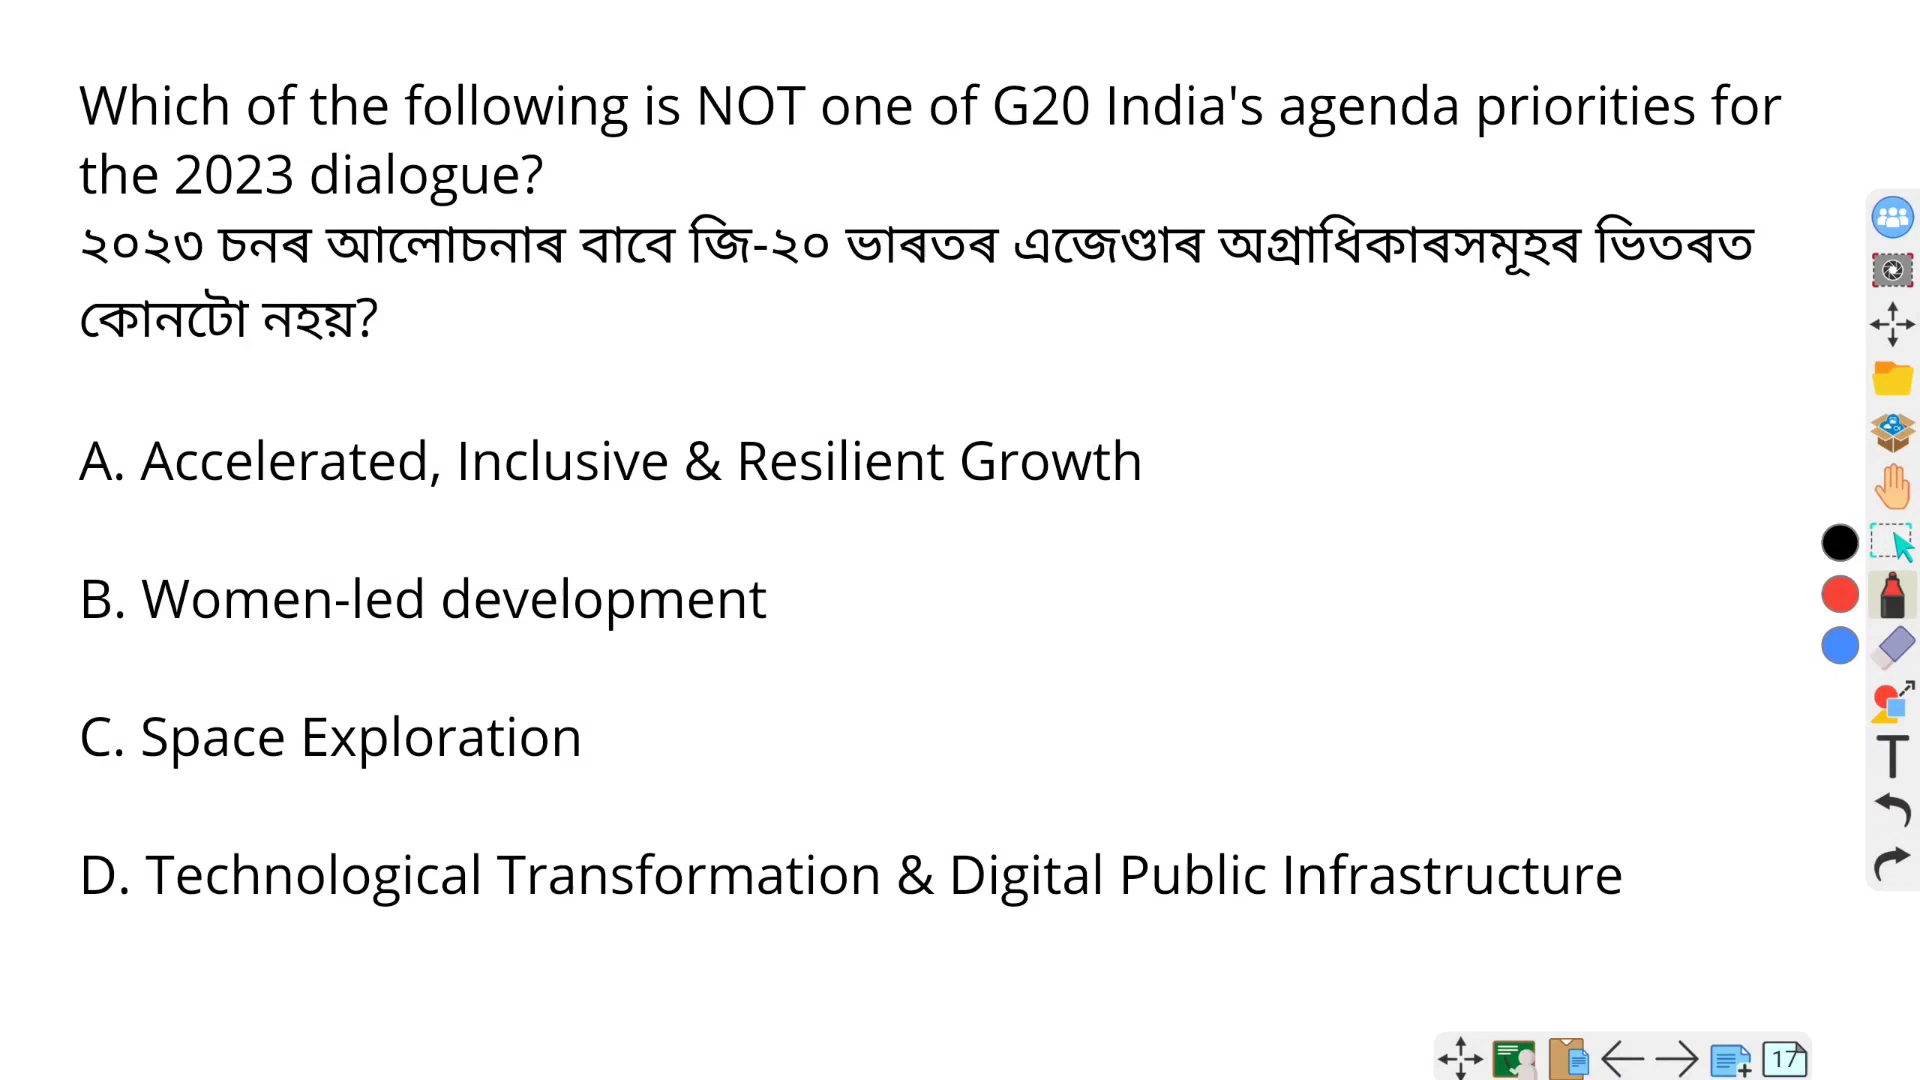 Which of the following is NOT one of G20 India's agenda priorities for
the 2023 dialogue?
২০২৩ চনৰ আলোচনাৰ বাবে জি-২০ ভাৰতৰ এজেণ্ডাৰ অগ্ৰাধিকাৰসমূহৰ ভিতৰত
কোনটো নহয়?
A. Accelerated, Inclusive & Resilient Growth
B. Women-led development
C. Space Exploration
D. Technological Transformation & Digital Public Infrastructure
T
17